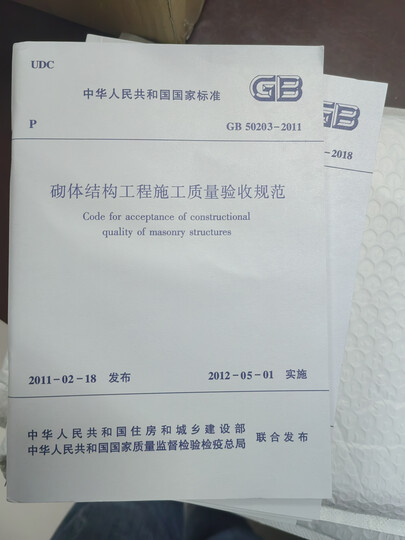 UDC
中华人民共和国国家标准
GB
P
GB 50203-2011
砌体结构工程施工质量验收规范
Code for acceptance of constructional
quality of masonry structures
2011-02-18 发布
2012-05-01 实施
中华人民共和国住房和城乡建设部
中华人民共和国国家质量监督检验检疫总局
联合发布
GB
-2018